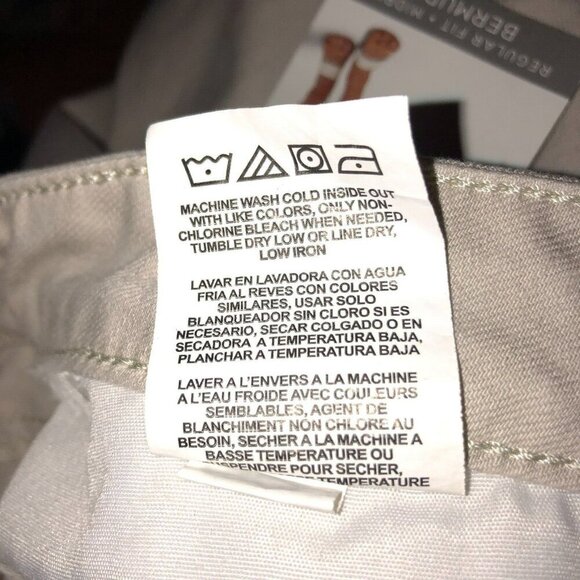 REGULAR FIT • MID-R
BERMUD
MACHINE WASH COLD INSIDE OUT
WITH LIKE COLORS, ONLY NON-
CHLORINE BLEACH WHEN NEEDED,
TUMBLE DRY LOW OR LINE DRY,
LOW IRON
LAVAR EN LAVADORA CON AGUA
FRIA AL REVES CON COLORES
SIMILARES, USAR SOLO
BLANQUEADOR SIN CLORO SI ES
NECESARIO, SECAR COLGADO O EN
SECADORA A TEMPERATURA BAJA,
PLANCHAR A TEMPERATURA BAJA
LAVER A L'ENVERS A LA MACHINE
A L'EAU FROIDE AVEC COULEURS
SEMBLABLES, AGENT DE
BLANCHIMENT NON CHLORE AU
BESOIN, SECHER A LA MACHINE A
BASSE TEMPERATURE OU
SUSPENDRE POUR SECHER,
TEMPERATURE